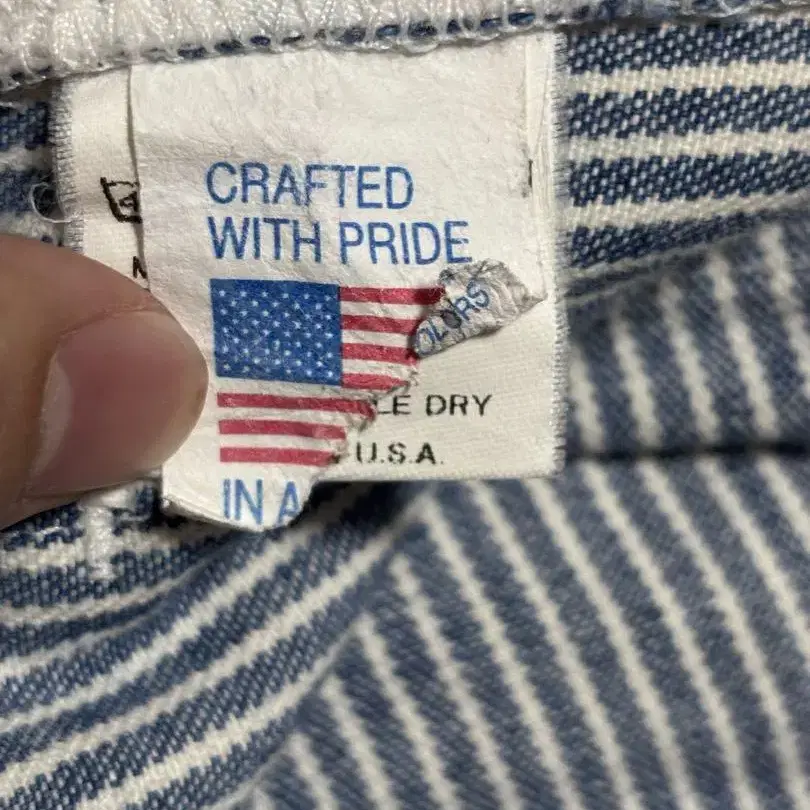 CRAFTED
WITH PRIDE
OLORS
LE DRY
U.S.A.
IN A